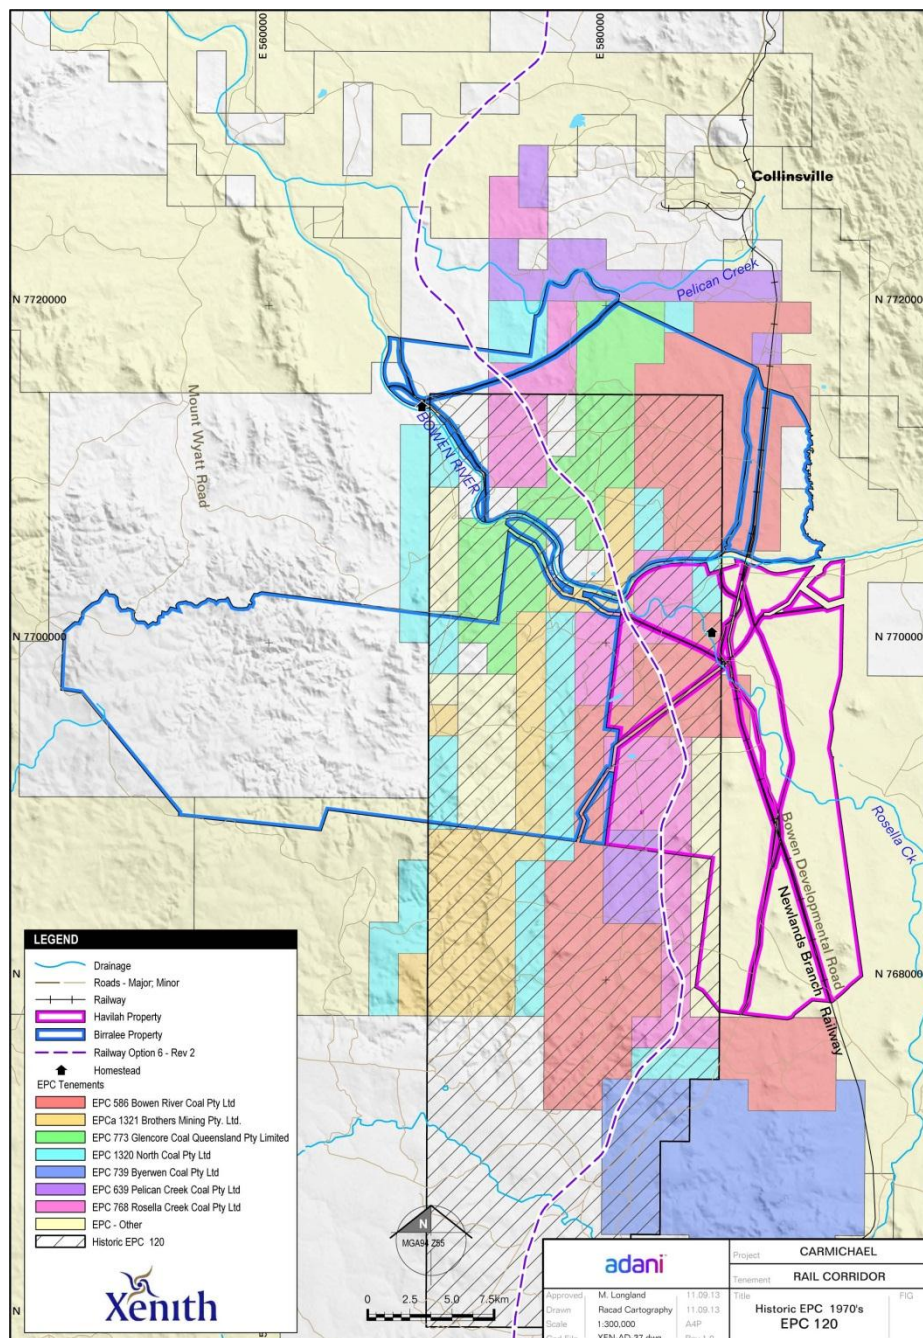 E 560000
E 580000
Collinsville
Pelican Creek
N 7720000
N 772000
Mount Wyatt Road
BOWEN RIVER
N 7700000
N 770000
Rosella Ck
Bowen Developmental Road
Newlands Branch Railway
N
N 768000
LEGEND
Drainage
Roads - Major; Minor
Railway
Havilah Property
Birralee Property
Railway Option 6 - Rev 2
Homestead
EPC Tenements
EPC 586 Bowen River Coal Pty Ltd
EPCa 1321 Brothers Mining Pty. Ltd.
EPC 773 Glencore Coal Queensland Pty Limited
EPC 1320 North Coal Pty Ltd
EPC 739 Byerwen Coal Pty Ltd
EPC 639 Pelican Creek Coal Pty Ltd
EPC 768 Rosella Creek Coal Pty Ltd
EPC - Other
Historic EPC 120
Xenith
N
MGA94 Z55
0 2.5 5 7.5km
N
adani
Project CARMICHAEL
Tenement RAIL CORRIDOR
Approved M. Longland 11.09.13
Drawn Racad Cartography 11.09.13
Scale 1:300,000 A4P
Title FIG
Historic EPC 1970's
EPC 120